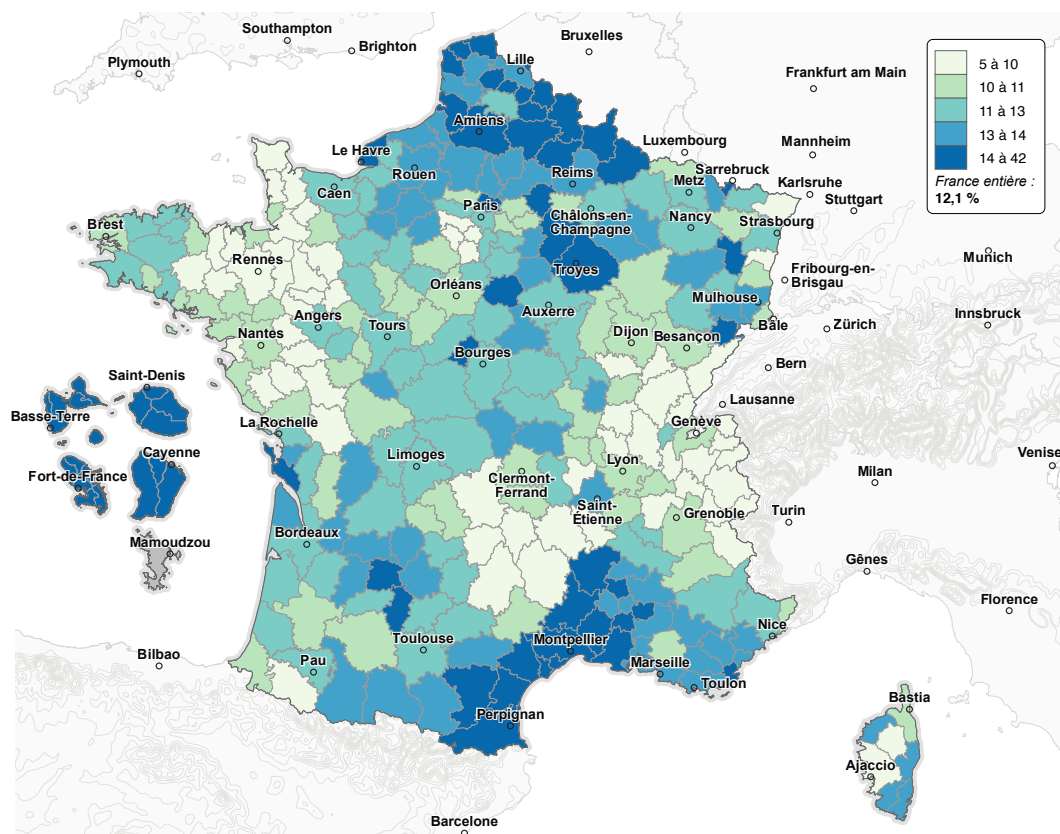 Southampton
Brighton
Bruxelles
Plymouth
Lille
Frankfurt am Main
5 à 10
10 à 11
11 à 13
13 à 14
14 à 42
France entière :
12,1 %
Amiens
Luxembourg
Mannheim
Le Havre
Rouen
Reims
Sarrebruck
Metz
Karlsruhe
Caen
Paris
Châlons-en-
Champagne
Nancy
Stuttgart
Strasbourg
Brest
Rennes
Troyes
Munich
Fribourg-en-
Brisgau
Orléans
Auxerre
Mulhouse
Innsbruck
Angers
Tours
Dijon
Besançon
Bâle
Zürich
Nantes
Bourges
Bern
Saint-Denis
Lausanne
Basse-Terre
La Rochelle
Genève
Cayenne
Limoges
Lyon
Venise
Fort-de-France
Clermont-
Ferrand
Milan
Saint-
Étienne
Grenoble
Turin
Mamoudzou
Bordeaux
Gênes
Florence
Nice
Toulouse
Montpellier
Bilbao
Pau
Marseille
Toulon
Bastia
Perpignan
Ajaccio
Barcelone